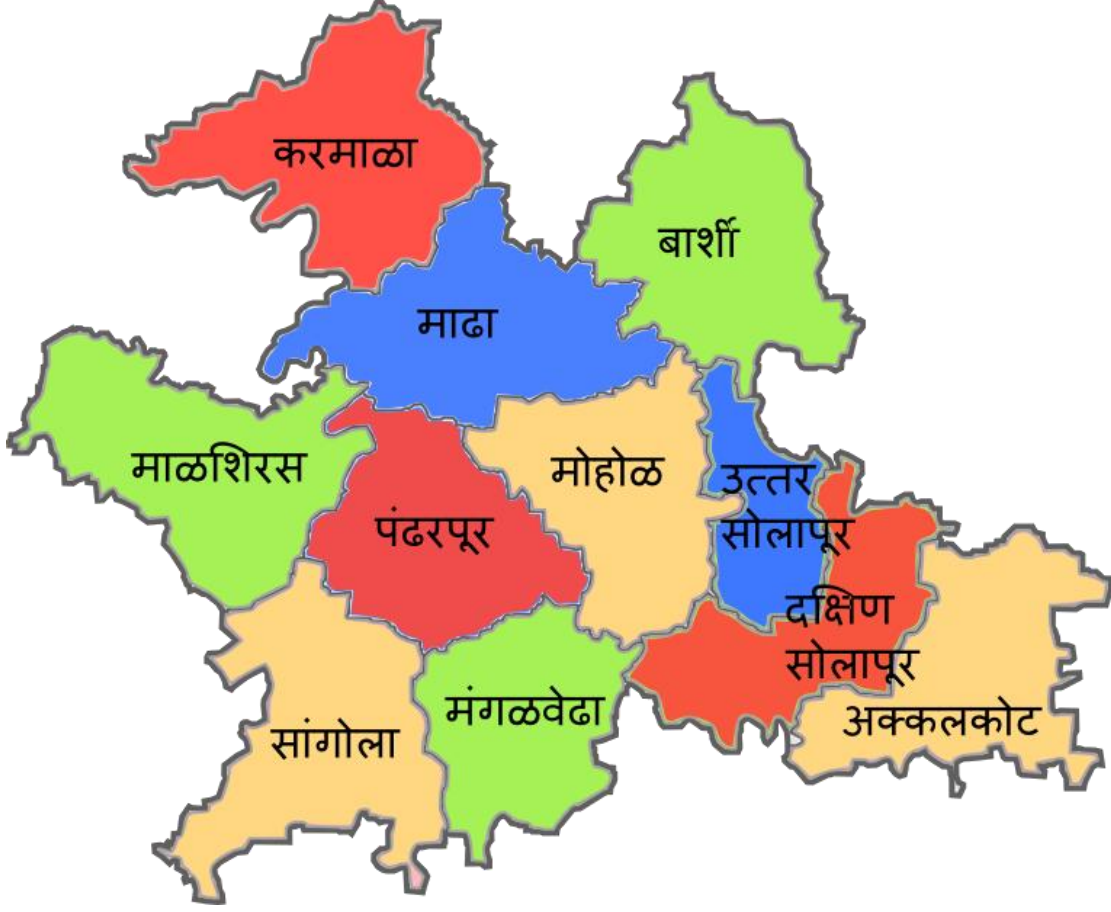 करमाळा
बार्शी
माढा
माळशिरस
मोहोळ
उत्तर
सोलापूर
पंढरपूर
दक्षिण
सोलापूर
मंगळवेढा
अक्कलकोट
सांगोला